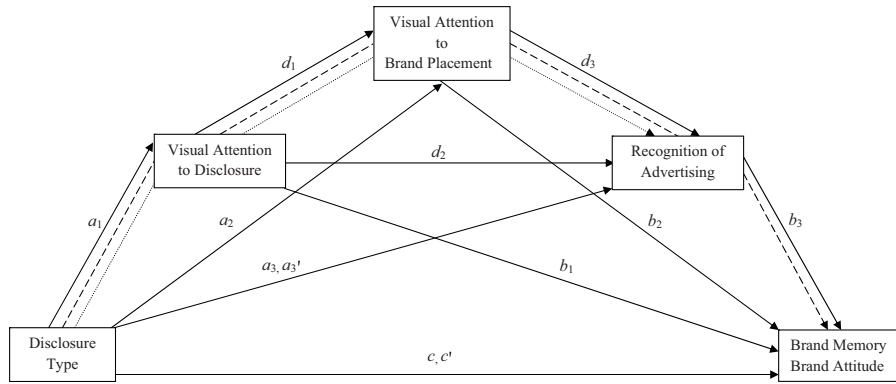 Visual Attention
to
Brand Placement
d1
d3
Visual Attention
to Disclosure
d2
Recognition of
Advertising
a1
a2
b2
b3
a3, a3'
b1
Disclosure
Type
c, c'
Brand Memory
Brand Attitude